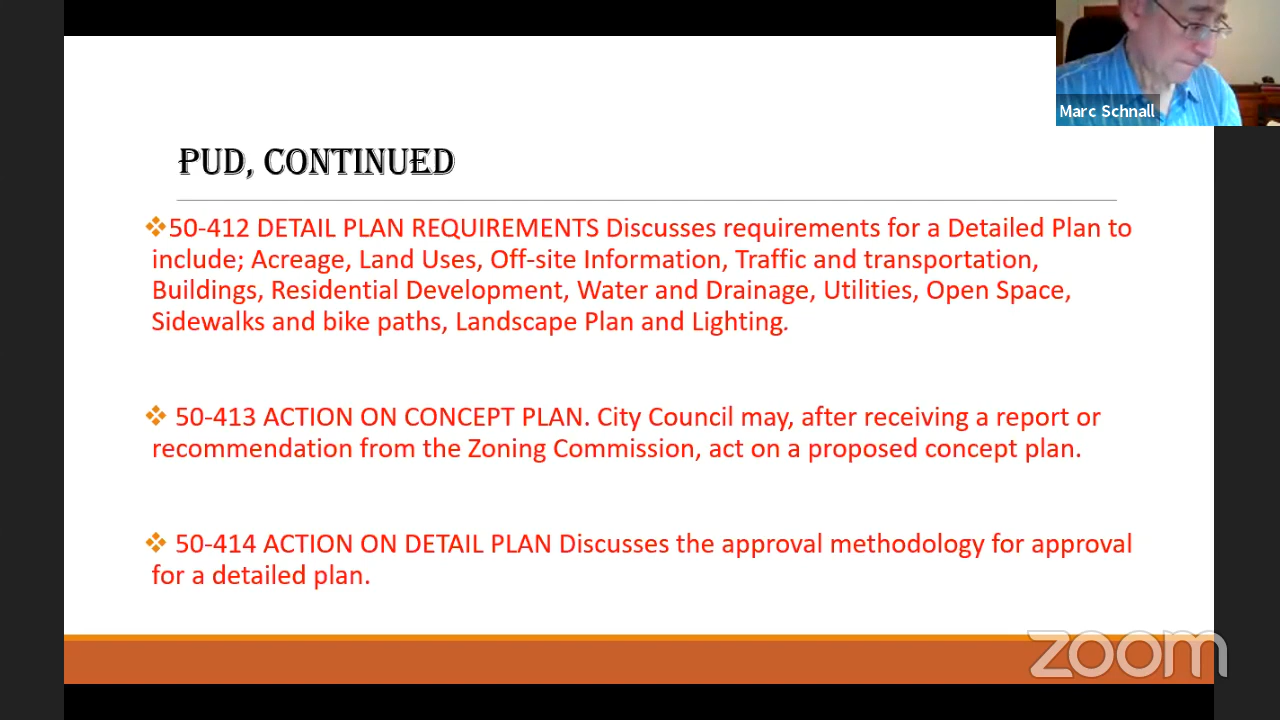 Marc Schnall
PUD, CONTINUED
50-412 DETAIL PLAN REQUIREMENTS Discusses requirements for a Detailed Plan to
include; Acreage, Land Uses, Off-site Information, Traffic and transportation,
Buildings, Residential Development, Water and Drainage, Utilities, Open Space,
Sidewalks and bike paths, Landscape Plan and Lighting.
50-413 ACTION ON CONCEPT PLAN. City Council may, after receiving a report or
recommendation from the Zoning Commission, act on a proposed concept plan.
50-414 ACTION ON DETAIL PLAN Discusses the approval methodology for approval
for a detailed plan.
zoom